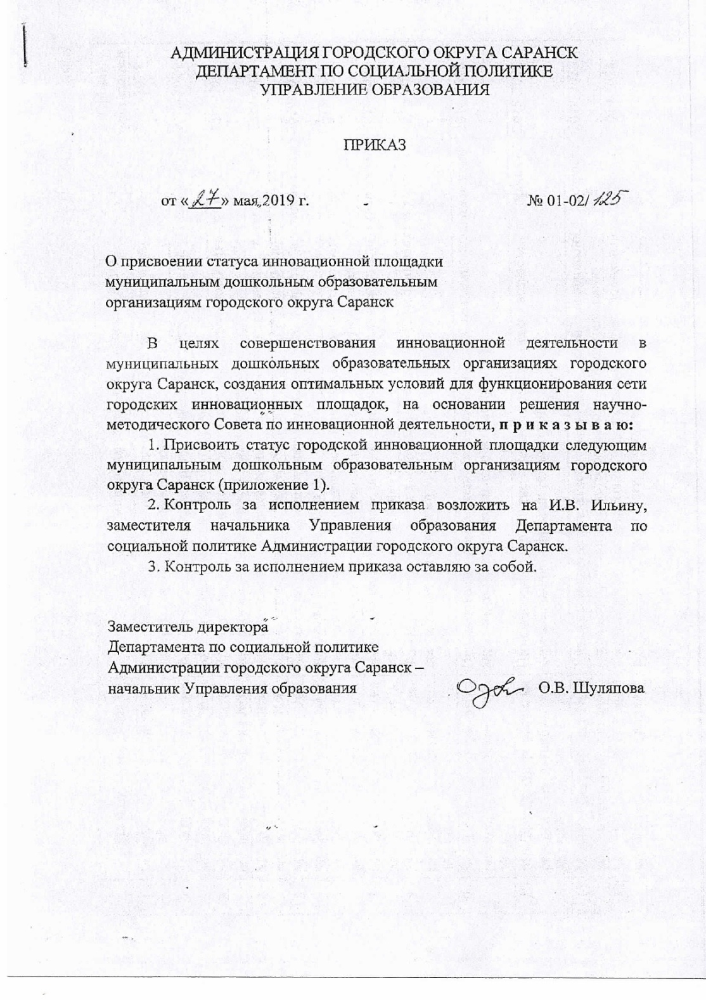 АДМИНИСТРАЦИЯ ГОРОДСКОГО ОКРУГА САРАНСК
ДЕПАРТАМЕНТ ПО СОЦИАЛЬНОЙ ПОЛИТИКЕ
УПРАВЛЕНИЕ ОБРАЗОВАНИЯ
ПРИКАЗ
от «27» мая 2019 г. № 01-02/125
О присвоении статуса инновационной площадки
муниципальным дошкольным образовательным
организациям городского округа Саранск
В целях совершенствования инновационной деятельности в
муниципальных дошкольных образовательных организациях городского
округа Саранск, создания оптимальных условий для функционирования сети
городских инновационных площадок, на основании решения научно-
методического Совета по инновационной деятельности, п р и к а з ы в а ю:
1. Присвоить статус городской инновационной площадки следующим
муниципальным дошкольным образовательным организациям городского
округа Саранск (приложение 1).
2. Контроль за исполнением приказа возложить на И.В. Ильину,
заместителя начальника Управления образования Департамента по
социальной политике Администрации городского округа Саранск.
3. Контроль за исполнением приказа оставляю за собой.
Заместитель директора
Департамента по социальной политике
Администрации городского округа Саранск –
начальник Управления образования О.В. Шуляпова